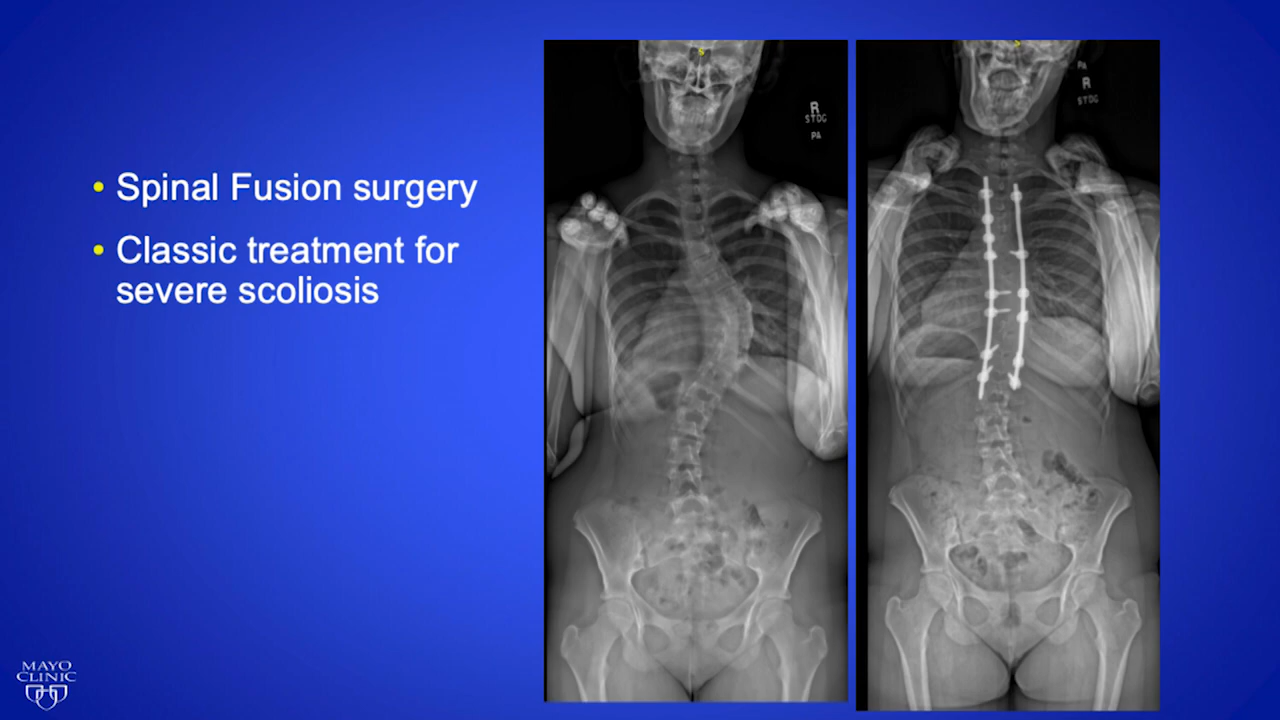 Spinal Fusion surgery
Classic treatment for
severe scoliosis
S
R
STDG
PA
S
PA
R
STDG
MAYO
CLINIC